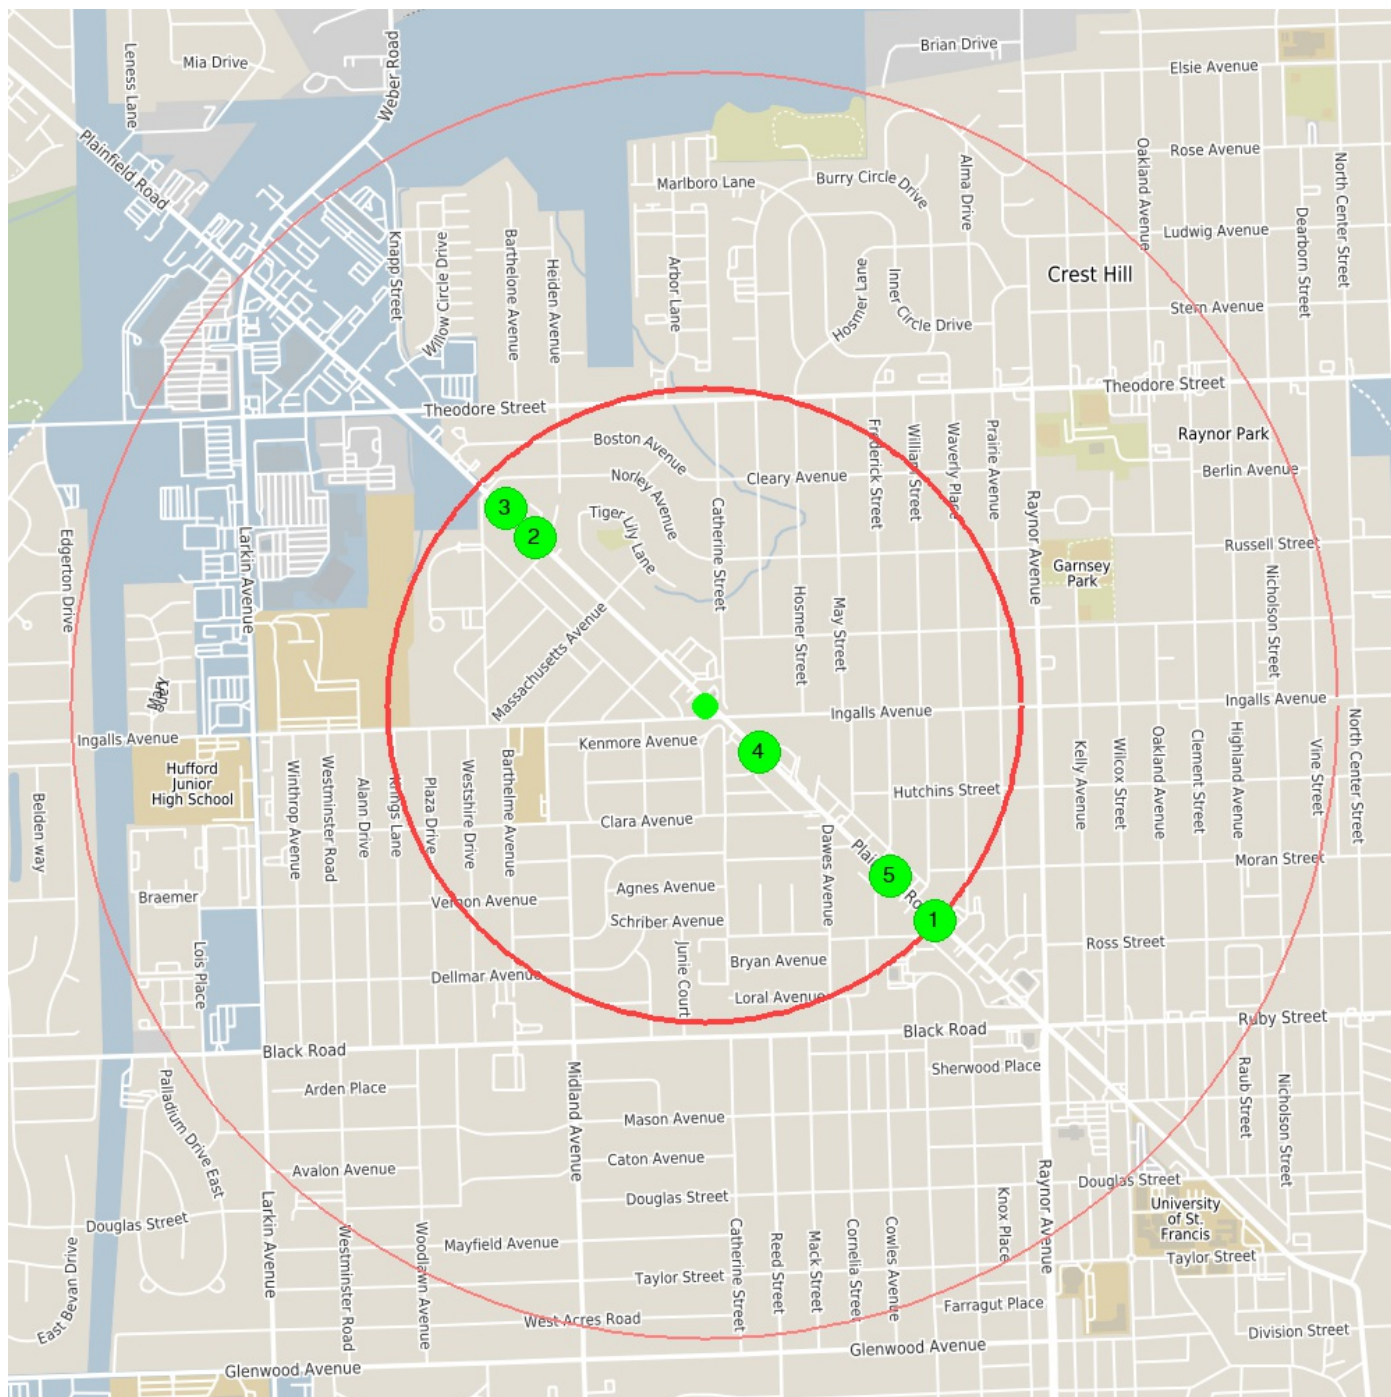 Brian Drive
Mia Drive
Leness Lane
Weber Road
Elsie Avenue
Plainfield Road
Rose Avenue
Oakland Avenue
North Center Street
Marlboro Lane
Burry Circle Drive
Alma Drive
Ludwig Avenue
Dearborn Street
Knapp Street
Willow Circle Drive
Barthelone Avenue
Heiden Avenue
Arbor Lane
Hosmer Lane
Inner Circle Drive
Crest Hill
Stern Avenue
Theodore Street
Theodore Street
Boston Avenue
Norley Avenue
Cleary Avenue
Frederick Street
William Street
Waverly Place
Prairie Avenue
Raynor Park
Berlin Avenue
3
2
Tiger Lily Lane
Catherine Street
Raynor Avenue
Russell Street
Edgerton Drive
Larkin Avenue
Garnsey
Park
Nicholson Street
Massachusetts Avenue
Hosmer Street
May Street
Ingalls Avenue
Ingalls Avenue
Ingalls Avenue
Kenmore Avenue
4
Hufford
Junior
High School
Belden way
Winthrop Avenue
Westminster Road
Alann Drive
Krings Lane
Plaza Drive
Westshire Drive
Barthelme Avenue
Hutchins Street
Kelly Avenue
Wilcox Street
Oakland Avenue
Clement Street
Highland Avenue
Vine Street
North Center Street
Clara Avenue
Dawes Avenue
5
Moran Street
Braemer
Vernon Avenue
Agnes Avenue
Schriber Avenue
1
Ross Street
Lois Place
Dellmar Avenue
Junie Court
Bryan Avenue
Loral Avenue
Ruby Street
Black Road
Black Road
Sherwood Place
Palladium Drive East
Arden Place
Midland Avenue
Mason Avenue
Raub Street
Nicholson Street
Avalon Avenue
Caton Avenue
Douglas Street
Douglas Street
Douglas Street
Raynor Avenue
Knox Place
University
of St.
Francis
Larkin Avenue
Westminster Road
Woodlawn Avenue
Mayfield Avenue
Catherine Street
Reed Street
Mack Street
Cornelia Street
Cowles Avenue
Taylor Street
Taylor Street
East Bevan Drive
West Acres Road
Farragut Place
Division Street
Glenwood Avenue
Glenwood Avenue